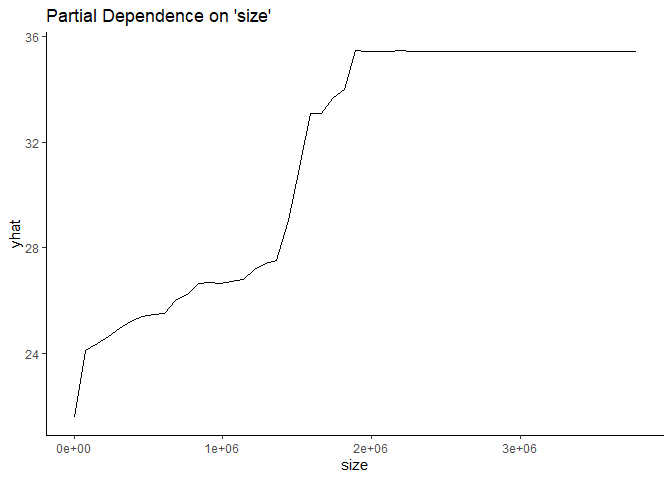 Partial Dependence on 'size'
36
32
28
24
yhat
0e+00 1e+06 2e+06 3e+06
size